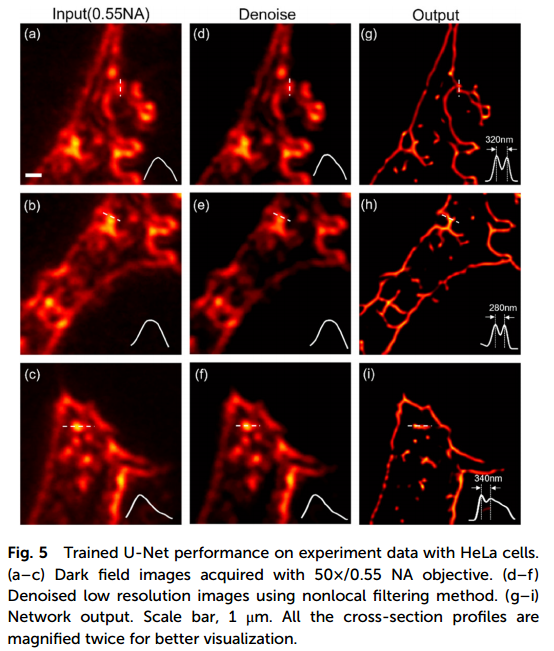 Input(0.55NA) Denoise Output
(a) (d) (g)
320nm
(b) (e) (h)
280nm
(c) (f) (i)
340nm
Fig. 5 Trained U-Net performance on experiment data with HeLa cells.
(a–c) Dark field images acquired with 50×/0.55 NA objective. (d–f)
Denoised low resolution images using nonlocal filtering method. (g–i)
Network output. Scale bar, 1 μm. All the cross-section profiles are
magnified twice for better visualization.